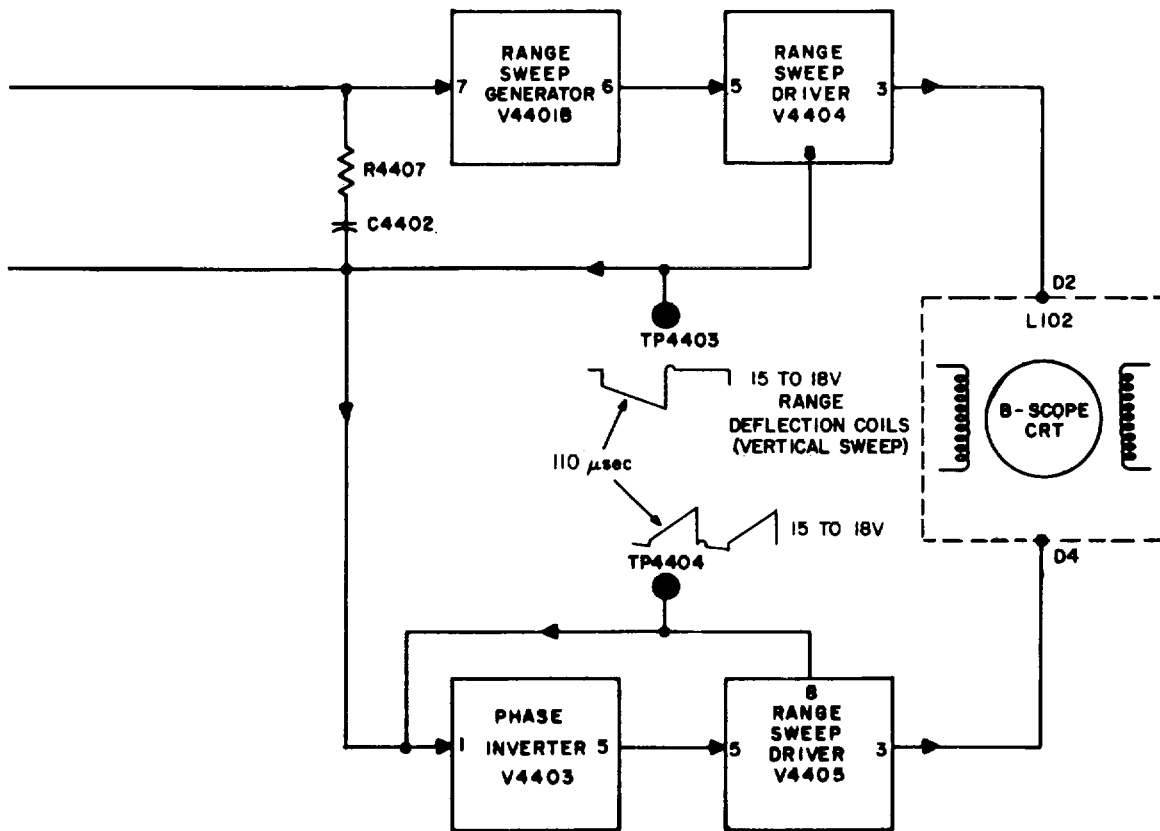 RANGE
SWEEP
GENERATOR
V4401B
7
6
RANGE
SWEEP
DRIVER
V4404
5
3
8
R4407
C4402
D2
L102
TP4403
15 TO 18V
RANGE
DEFLECTION COILS
(VERTICAL SWEEP)
B-SCOPE
CRT
110 μsec
15 TO 18V
TP4404
D4
PHASE
INVERTER
V4403
1
5
8
RANGE
SWEEP
DRIVER
V4405
5
3